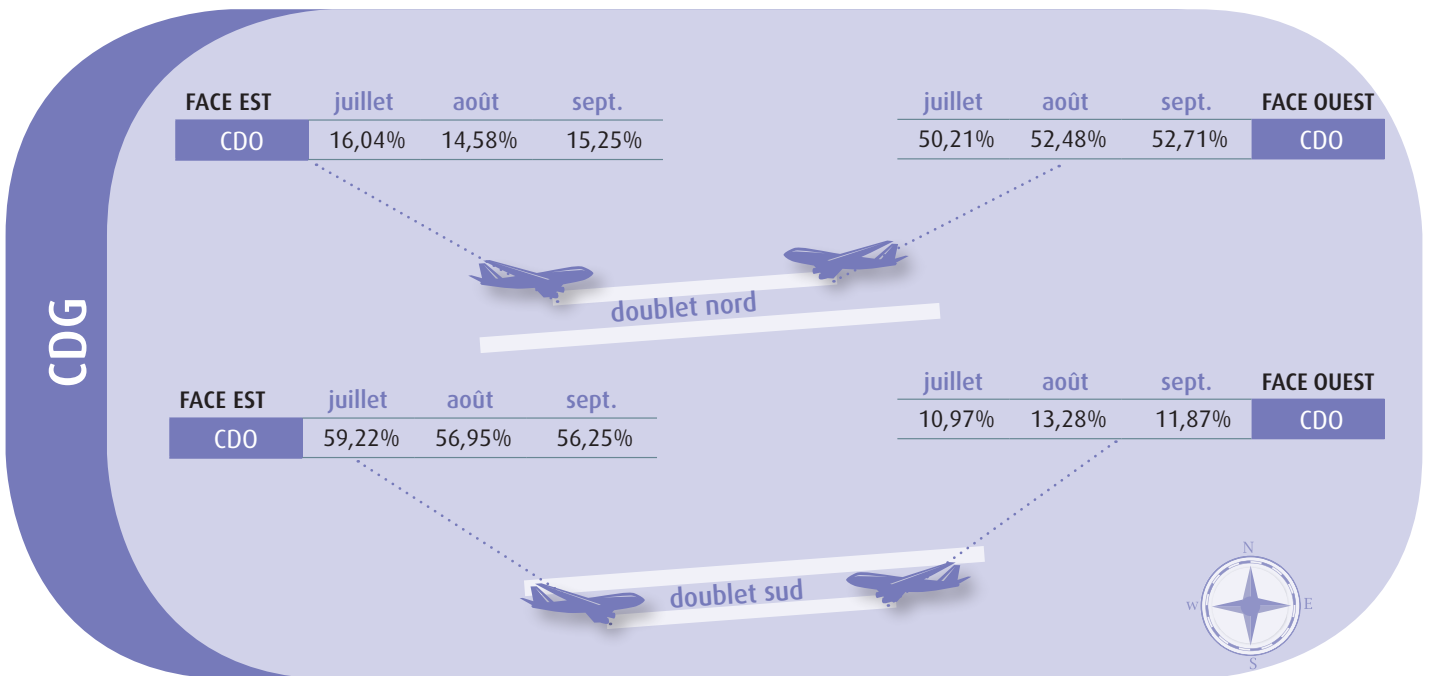 CDG
FACE EST juillet août sept.
CDO 16,04% 14,58% 15,25%
juillet août sept. FACE OUEST
50,21% 52,48% 52,71% CDO
doublet nord
FACE EST juillet août sept.
CDO 59,22% 56,95% 56,25%
juillet août sept. FACE OUEST
10,97% 13,28% 11,87% CDO
doublet sud
N
W E
S